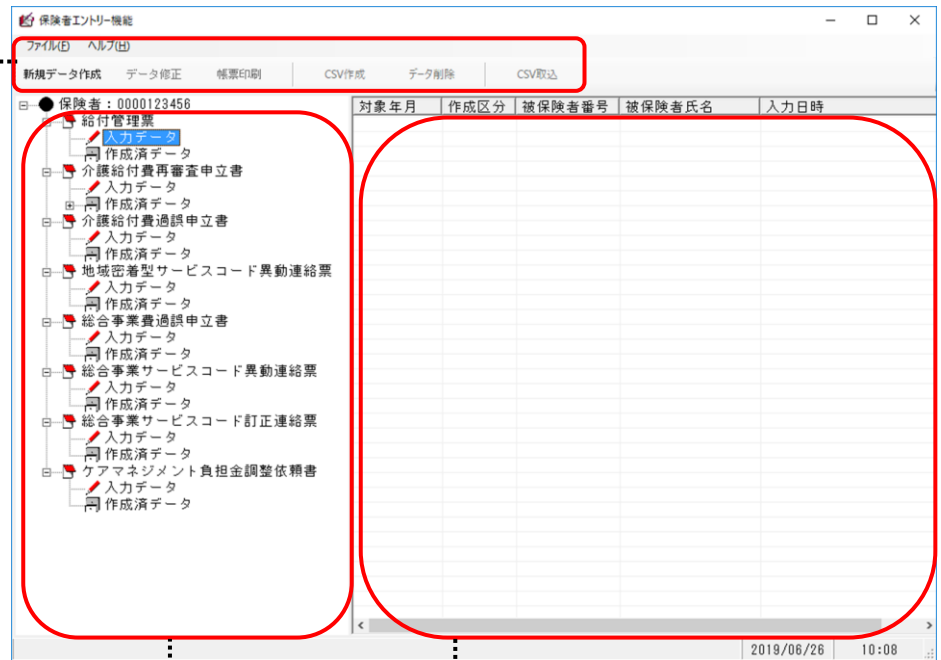 保険者エントリー機能
ファイル(F) ヘルプ(H)
新規データ作成 データ修正 帳票印刷 CSV作成 データ削除 CSV取込
保険者：0000123456
給付管理票
入力データ
作成済データ
介護給付費再審査申立書
入力データ
作成済データ
介護給付費過誤申立書
入力データ
作成済データ
地域密着型サービスコード異動連絡票
入力データ
作成済データ
総合事業費過誤申立書
入力データ
作成済データ
総合事業サービスコード異動連絡票
入力データ
作成済データ
総合事業サービスコード訂正連絡票
入力データ
作成済データ
ケアマネジメント負担金調整依頼書
入力データ
作成済データ
対象年月 作成区分 被保険者番号 被保険者氏名 入力日時
2019/06/26 10:08